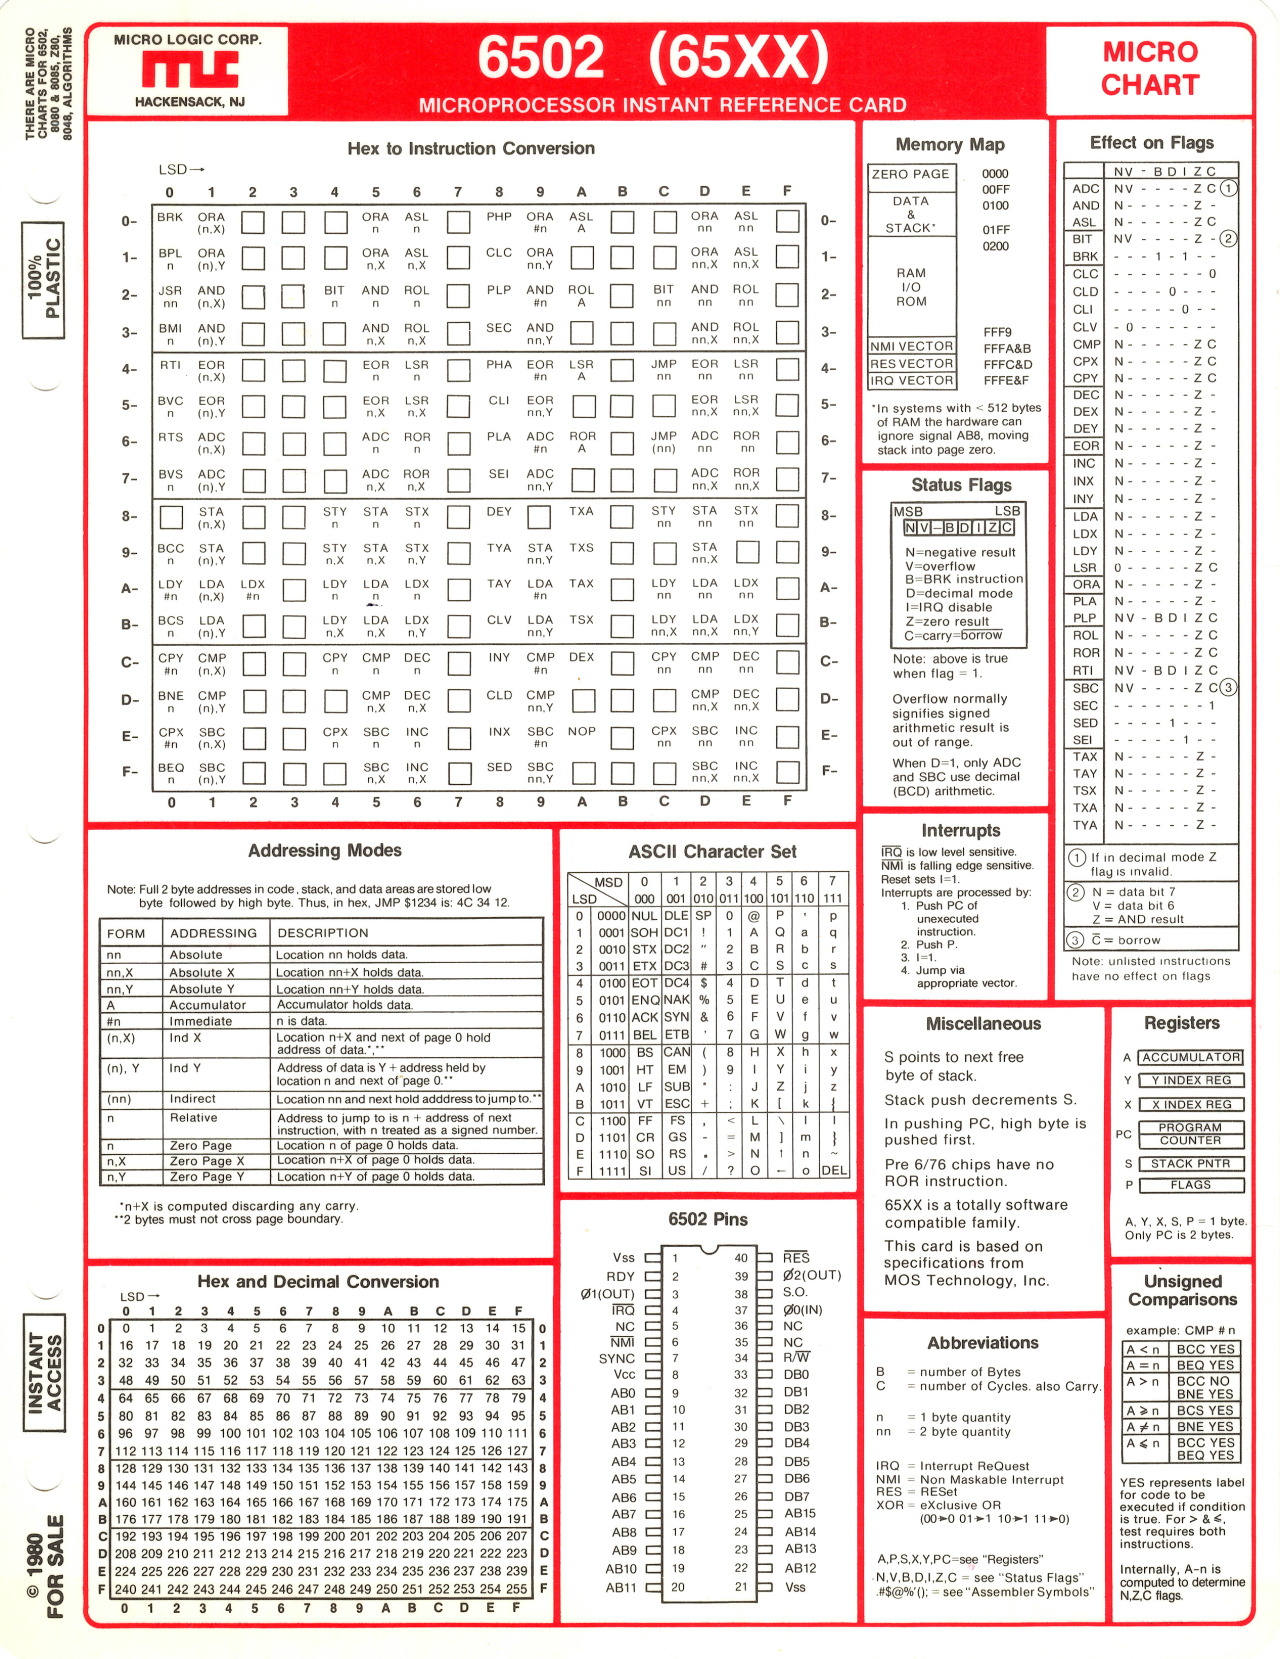 THERE ARE MICRO
CHARTS FOR 6502,
8080 & 8085, Z80,
8048, ALGORITHMS
100%
PLASTIC
INSTANT
ACCESS
© 1980
FOR SALE
MICRO LOGIC CORP.
HACKENSACK, NJ
6502 (65XX)
MICROPROCESSOR INSTANT REFERENCE CARD
MICRO
CHART
Hex to Instruction Conversion
LSD→
0 1 2 3 4 5 6 7 8 9 A B C D E F
0- BRK ORA ORA ASL PHP ORA ASL ORA ASL 0-
(n,X) n n #n A nn nn
1- BPL ORA ORA ASL CLC ORA ORA ASL 1-
n (n),Y n,X n,X nn,Y nn,X nn,X
2- JSR AND BIT AND ROL PLP AND ROL BIT AND ROL 2-
nn (n,X) n n n #n A nn nn nn
3- BMI AND AND ROL SEC AND AND ROL 3-
n (n),Y n,X n,X nn,Y nn,X nn,X
4- RTI EOR EOR LSR PHA EOR LSR JMP EOR LSR 4-
(n,X) n n #n A nn nn nn
5- BVC EOR EOR LSR CLI EOR EOR LSR 5-
n (n),Y n,X n,X nn,Y nn,X nn,X
6- RTS ADC ADC ROR PLA ADC ROR JMP ADC ROR 6-
(n,X) n n #n A (nn) nn nn
7- BVS ADC ADC ROR SEI ADC ADC ROR 7-
n (n),Y n,X n,X nn,Y nn,X nn,X
8- STA STY STA STX DEY TXA STY STA STX 8-
(n,X) n n n nn nn nn
9- BCC STA STY STA STX TYA STA TXS STA 9-
n (n),Y n,X n,X n,Y nn,Y nn,X
A- LDY LDA LDX LDY LDA LDX TAY LDA TAX LDY LDA LDX A-
#n (n,X) #n n n n #n nn nn nn
B- BCS LDA LDY LDA LDX CLV LDA TSX LDY LDA LDX B-
n (n),Y n,X n,X n,Y nn,Y nn,X nn,X nn,Y
C- CPY CMP CPY CMP DEC INY CMP DEX CPY CMP DEC C-
#n (n,X) n n n #n nn nn nn
D- BNE CMP CMP DEC CLD CMP CMP DEC D-
n (n),Y n,X n,X nn,Y nn,X nn,X
E- CPX SBC CPX SBC INC INX SBC NOP CPX SBC INC E-
#n (n,X) n n n #n nn nn nn
F- BEQ SBC SBC INC SED SBC SBC INC F-
n (n),Y n,X n,X nn,Y nn,X nn,X
0 1 2 3 4 5 6 7 8 9 A B C D E F
Memory Map
ZERO PAGE 0000
00FF
DATA 0100
&
STACK* 01FF
0200
RAM
I/O
ROM
FFF9
NMI VECTOR FFFA&B
RES VECTOR FFFC&D
IRQ VECTOR FFFE&F
*In systems with < 512 bytes
of RAM the hardware can
ignore signal AB8, moving
stack into page zero.
Status Flags
MSB LSB
N V – B D I Z C
N=negative result
V=overflow
B=BRK instruction
D=decimal mode
I=IRQ disable
Z=zero result
C=carry=b̅o̅r̅r̅o̅w̅
Note: above is true
when flag = 1.
Overflow normally
signifies signed
arithmetic result is
out of range.
When D=1, only ADC
and SBC use decimal
(BCD) arithmetic.
Interrupts
I̅R̅Q̅ is low level sensitive.
N̅M̅I̅ is falling edge sensitive.
Reset sets I=1.
Interrupts are processed by:
1. Push PC of
unexecuted
instruction.
2. Push P.
3. I=1.
4. Jump via
appropriate vector.
Effect on Flags
NV - B D I Z C
ADC NV - - - - Z C ①
AND N - - - - - Z -
ASL N - - - - - Z C
BIT NV - - - - Z - ②
BRK - - - 1 - 1 - -
CLC - - - - - - - 0
CLD - - - - 0 - - -
CLI - - - - - 0 - -
CLV - 0 - - - - - -
CMP N - - - - - Z C
CPX N - - - - - Z C
CPY N - - - - - Z C
DEC N - - - - - Z -
DEX N - - - - - Z -
DEY N - - - - - Z -
EOR N - - - - - Z -
INC N - - - - - Z -
INX N - - - - - Z -
INY N - - - - - Z -
LDA N - - - - - Z -
LDX N - - - - - Z -
LDY N - - - - - Z -
LSR 0 - - - - - Z C
ORA N - - - - - Z -
PLA N - - - - - Z -
PLP NV - B D I Z C
ROL N - - - - - Z C
ROR N - - - - - Z C
RTI NV - B D I Z C
SBC NV - - - - Z C ③
SEC - - - - - - - 1
SED - - - - 1 - - -
SEI - - - - - 1 - -
TAX N - - - - - Z -
TAY N - - - - - Z -
TSX N - - - - - Z -
TXA N - - - - - Z -
TYA N - - - - - Z -
① If in decimal mode Z
flag is invalid.
② N = data bit 7
V = data bit 6
Z = AND result
③ C̅ = borrow
Note: unlisted instructions
have no effect on flags
Addressing Modes
Note: Full 2 byte addresses in code, stack, and data areas are stored low
byte followed by high byte. Thus, in hex, JMP $1234 is: 4C 34 12.
FORM ADDRESSING DESCRIPTION
nn Absolute Location nn holds data.
nn,X Absolute X Location nn+X holds data.
nn,Y Absolute Y Location nn+Y holds data.
A Accumulator Accumulator holds data.
#n Immediate n is data.
(n,X) Ind X Location n+X and next of page 0 hold
address of data.*,**
(n), Y Ind Y Address of data is Y + address held by
location n and next of page 0.**
(nn) Indirect Location nn and next hold adddress to jump to.**
n Relative Address to jump to is n + address of next
instruction, with n treated as a signed number.
n Zero Page Location n of page 0 holds data.
n,X Zero Page X Location n+X of page 0 holds data.
n,Y Zero Page Y Location n+Y of page 0 holds data.
*n+X is computed discarding any carry.
**2 bytes must not cross page boundary.
ASCII Character Set
MSD 0 1 2 3 4 5 6 7
LSD 000 001 010 011 100 101 110 111
0 0000 NUL DLE SP 0 @ P ‘ p
1 0001 SOH DC1 ! 1 A Q a q
2 0010 STX DC2 " 2 B R b r
3 0011 ETX DC3 # 3 C S c s
4 0100 EOT DC4 $ 4 D T d t
5 0101 ENQ NAK % 5 E U e u
6 0110 ACK SYN & 6 F V f v
7 0111 BEL ETB ' 7 G W g w
8 1000 BS CAN ( 8 H X h x
9 1001 HT EM ) 9 I Y i y
A 1010 LF SUB * : J Z j z
B 1011 VT ESC + ; K [ k {
C 1100 FF FS , < L \ l |
D 1101 CR GS - = M ] m }
E 1110 SO RS . > N ↑ n ~
F 1111 SI US / ? O ← o DEL
6502 Pins
Vss 1 40 R̅E̅S̅
RDY 2 39 Ø2(OUT)
Ø1(OUT) 3 38 S.O.
I̅R̅Q̅ 4 37 Ø0(IN)
NC 5 36 NC
N̅M̅I̅ 6 35 NC
SYNC 7 34 R/W̅
Vcc 8 33 DB0
AB0 9 32 DB1
AB1 10 31 DB2
AB2 11 30 DB3
AB3 12 29 DB4
AB4 13 28 DB5
AB5 14 27 DB6
AB6 15 26 DB7
AB7 16 25 AB15
AB8 17 24 AB14
AB9 18 23 AB13
AB10 19 22 AB12
AB11 20 21 Vss
Hex and Decimal Conversion
LSD→
0 1 2 3 4 5 6 7 8 9 A B C D E F
0 0 1 2 3 4 5 6 7 8 9 10 11 12 13 14 15 0
1 16 17 18 19 20 21 22 23 24 25 26 27 28 29 30 31 1
2 32 33 34 35 36 37 38 39 40 41 42 43 44 45 46 47 2
3 48 49 50 51 52 53 54 55 56 57 58 59 60 61 62 63 3
4 64 65 66 67 68 69 70 71 72 73 74 75 76 77 78 79 4
5 80 81 82 83 84 85 86 87 88 89 90 91 92 93 94 95 5
6 96 97 98 99 100 101 102 103 104 105 106 107 108 109 110 111 6
7 112 113 114 115 116 117 118 119 120 121 122 123 124 125 126 127 7
8 128 129 130 131 132 133 134 135 136 137 138 139 140 141 142 143 8
9 144 145 146 147 148 149 150 151 152 153 154 155 156 157 158 159 9
A 160 161 162 163 164 165 166 167 168 169 170 171 172 173 174 175 A
B 176 177 178 179 180 181 182 183 184 185 186 187 188 189 190 191 B
C 192 193 194 195 196 197 198 199 200 201 202 203 204 205 206 207 C
D 208 209 210 211 212 213 214 215 216 217 218 219 220 221 222 223 D
E 224 225 226 227 228 229 230 231 232 233 234 235 236 237 238 239 E
F 240 241 242 243 244 245 246 247 248 249 250 251 252 253 254 255 F
0 1 2 3 4 5 6 7 8 9 A B C D E F
Miscellaneous
S points to next free
byte of stack.
Stack push decrements S.
In pushing PC, high byte is
pushed first.
Pre 6/76 chips have no
ROR instruction.
65XX is a totally software
compatible family.
This card is based on
specifications from
MOS Technology, Inc.
Registers
A ACCUMULATOR
Y Y INDEX REG
X X INDEX REG
PC PROGRAM
COUNTER
S STACK PNTR
P FLAGS
A, Y, X, S, P = 1 byte.
Only PC is 2 bytes.
Abbreviations
B = number of Bytes
C = number of Cycles. also Carry.
n = 1 byte quantity
nn = 2 byte quantity
IRQ = Interrupt ReQuest
NMI = Non Maskable Interrupt
RES = RESet
XOR = eXclusive OR
(00➛0 01➛1 10➛1 11➛0)
A,P,S,X,Y,PC=see "Registers"
N,V,B,D,I,Z,C = see "Status Flags"
.#$@%'(); = see "Assembler Symbols"
Unsigned
Comparisons
example: CMP # n
A < n BCC YES
A = n BEQ YES
A > n BCC NO
BNE YES
A ⩾ n BCS YES
A ≠ n BNE YES
A ⩽ n BCC YES
BEQ YES
YES represents label
for code to be
executed if condition
is true. For > & ⩽,
test requires both
instructions.
Internally, A–n is
computed to determine
N,Z,C flags.